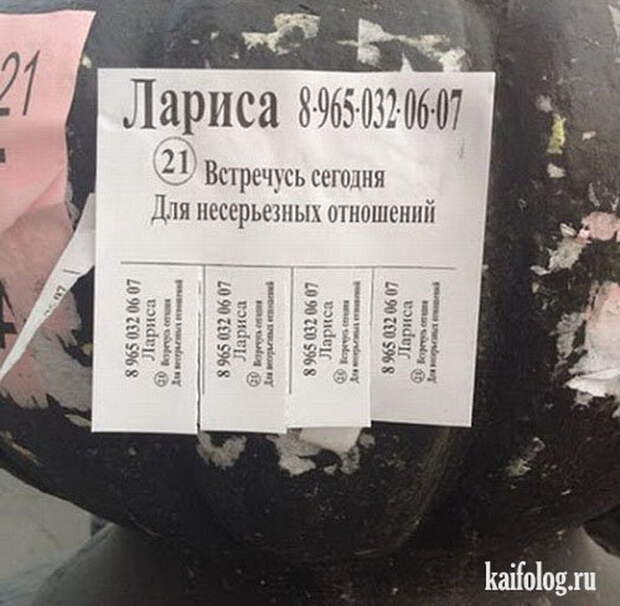 21
Лариса 8-965-032-06-07
21 Встречусь сегодня
Для несерьезных отношений
8 965 032 06 07
Лариса
21 Встречусь сегодня
Для несерьезных отношений
8 965 032 06 07
Лариса
21 Встречусь сегодня
Для несерьезных отношений
8 965 032 06 07
Лариса
21 Встречусь сегодня
Для несерьезных отношений
8 965 032 06 07
Лариса
21 Встречусь сегодня
Для несерьезных отношений
kaifolog.ru